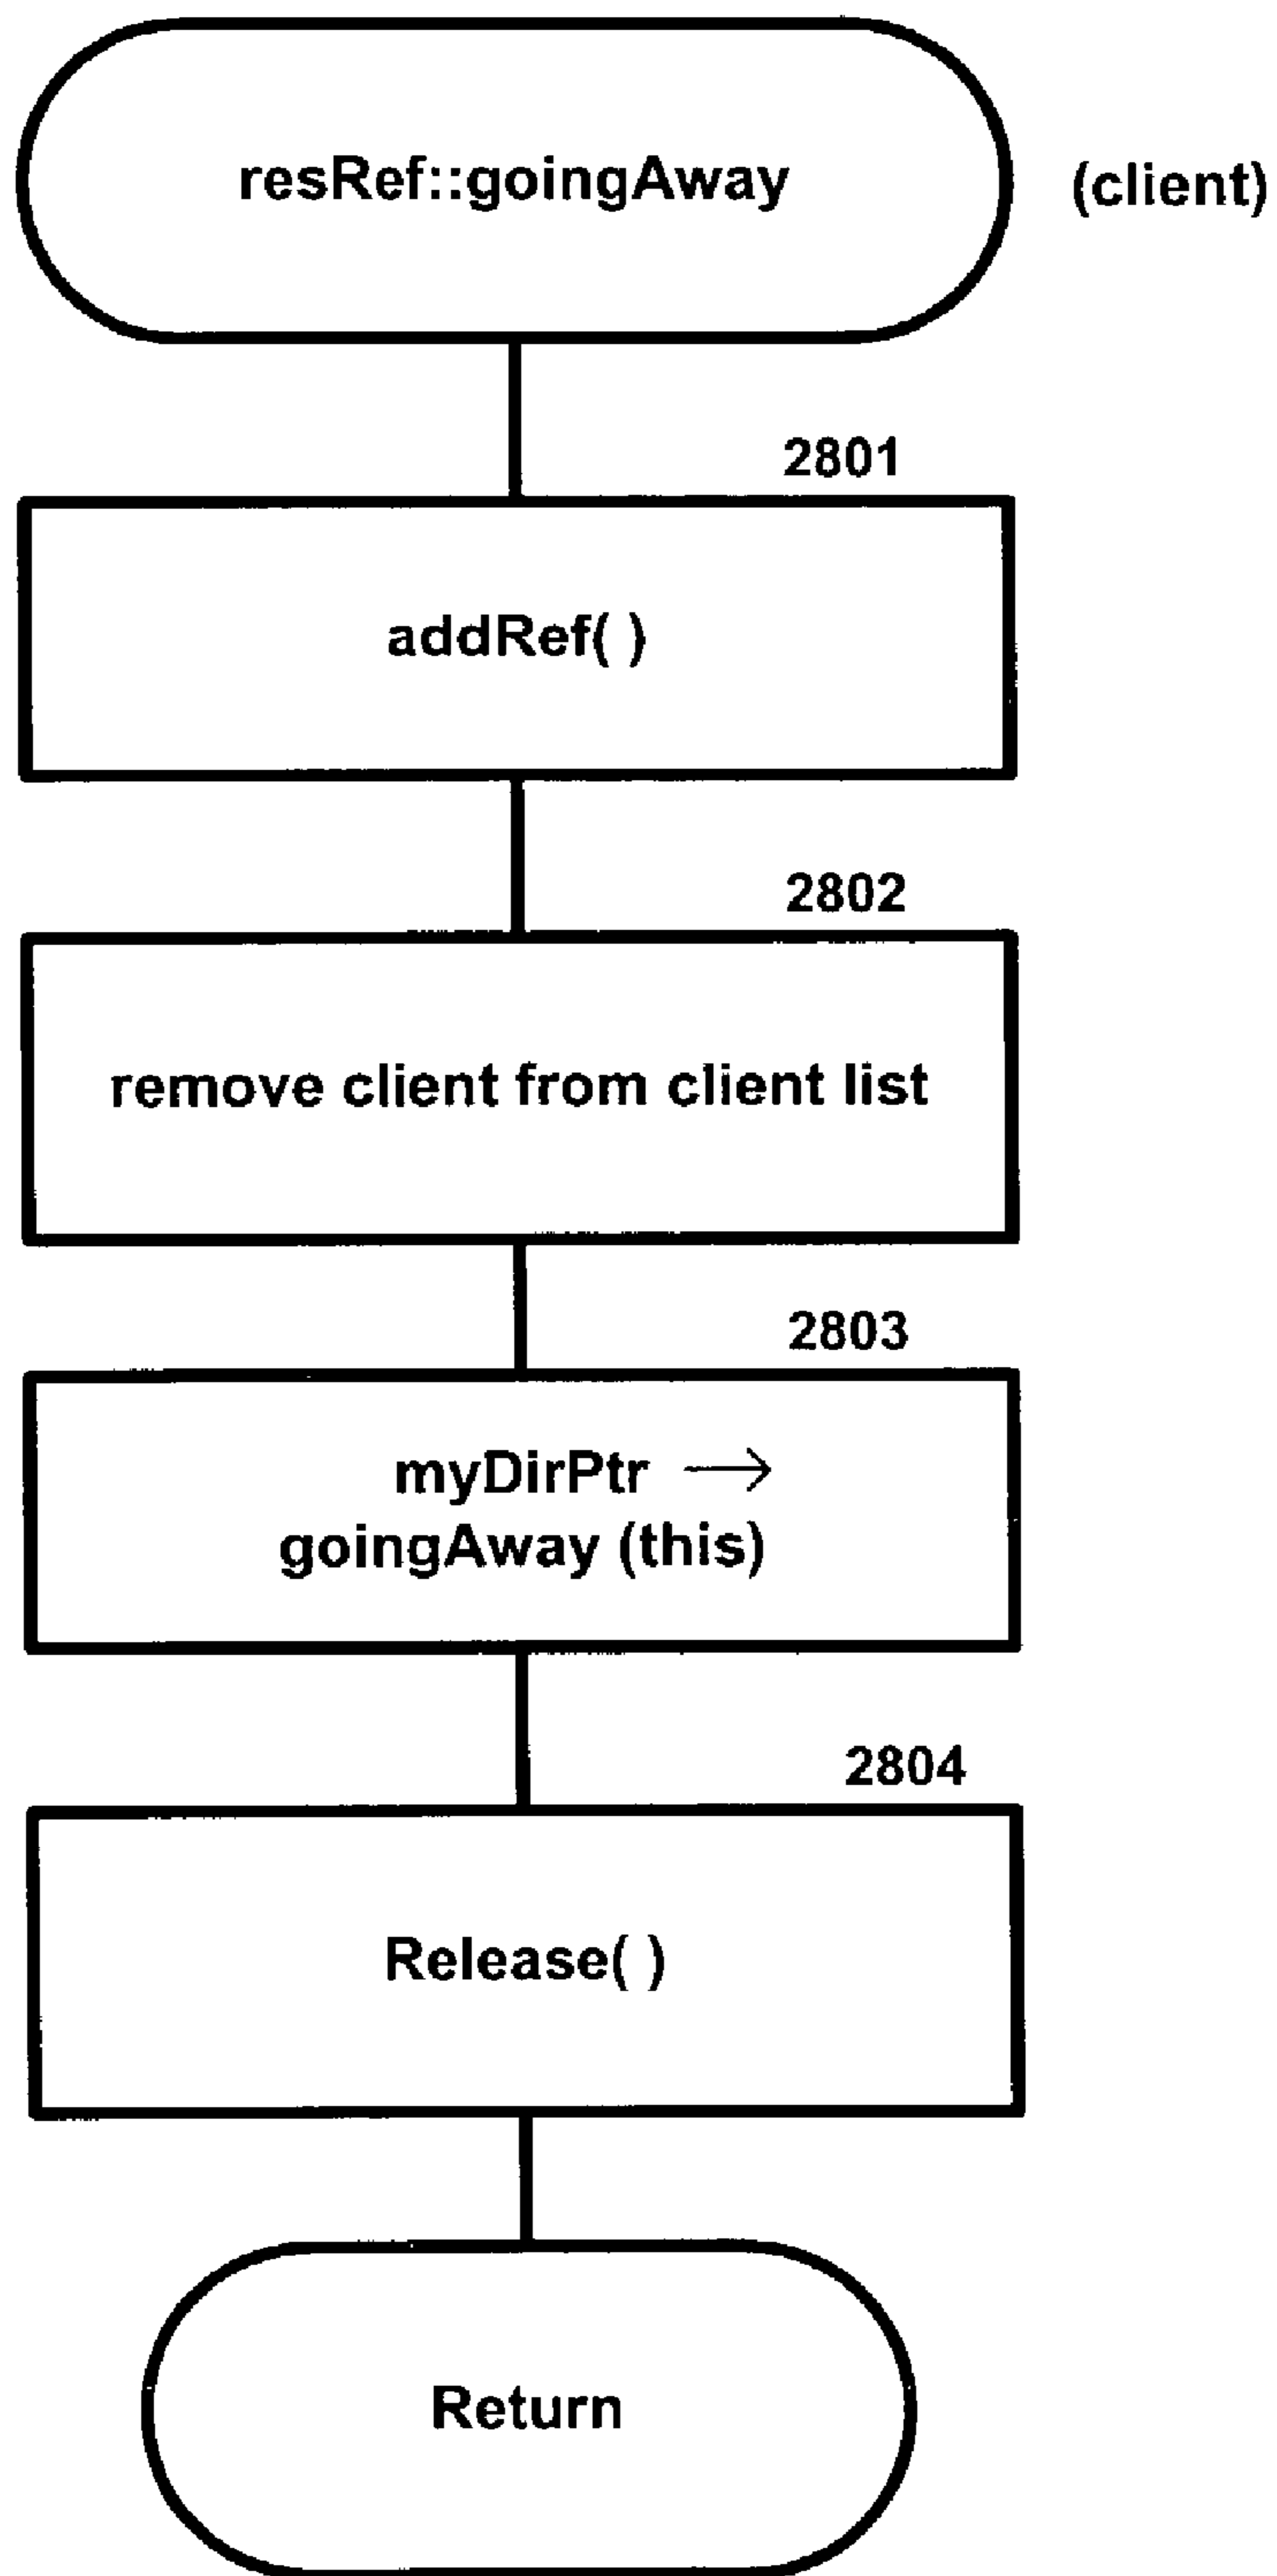 resRef::goingAway (client)
2801
addRef( )
2802
remove client from client list
2803
myDirPtr →
goingAway (this)
2804
Release( )
Return